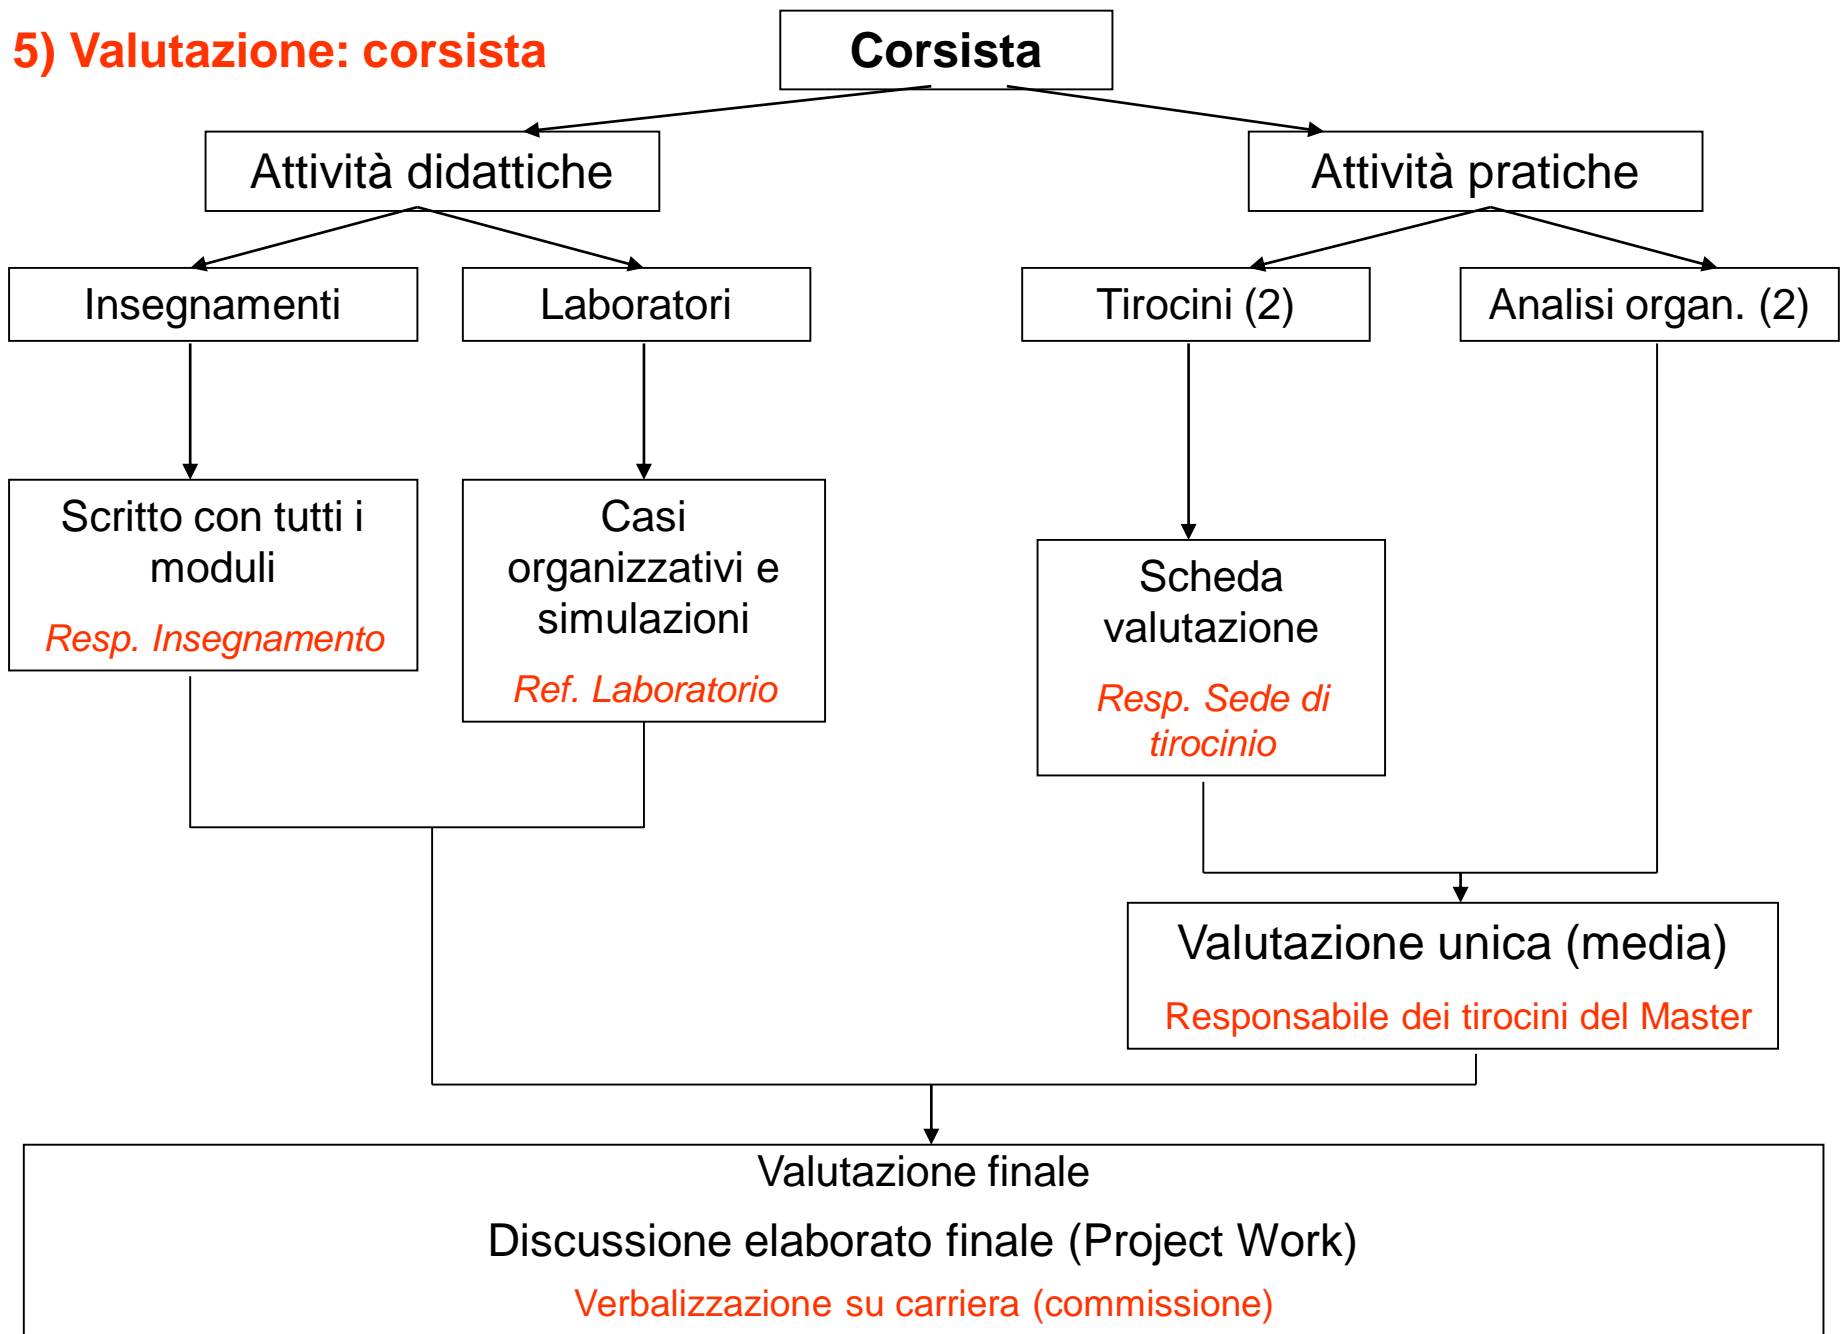 5) Valutazione: corsista
Corsista
Attività didattiche
Attività pratiche
Insegnamenti
Laboratori
Tirocini (2)
Analisi organ. (2)
Scritto con tutti i
moduli
Resp. Insegnamento
Casi
organizzativi e
simulazioni
Ref. Laboratorio
Scheda
valutazione
Resp. Sede di
tirocinio
Valutazione unica (media)
Responsabile dei tirocini del Master
Valutazione finale
Discussione elaborato finale (Project Work)
Verbalizzazione su carriera (commissione)